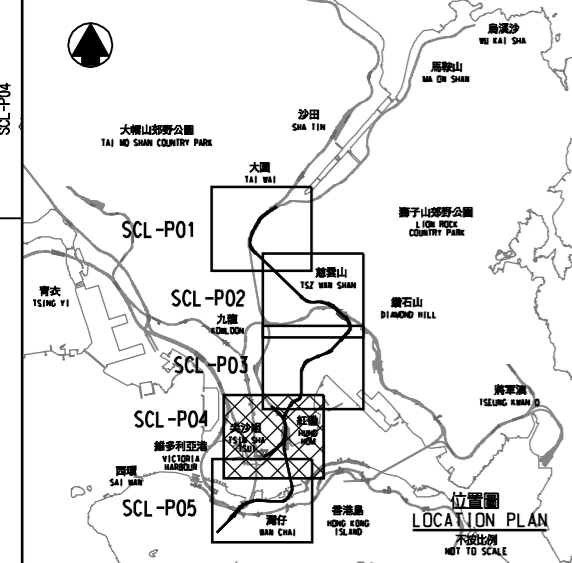 烏溪沙
WU KAI SHA
馬鞍山
MA ON SHAN
SCL-P04
沙田
SHA TIN
大帽山郊野公園
TAI MO SHAN COUNTRY PARK
大圍
TAI WAI
獅子山郊野公園
LION ROCK
COUNTRY PARK
SCL-P01
慈雲山
TSZ WAN SHAN
青衣
TSING YI
SCL-P02
鑽石山
DIAMOND HILL
九龍
KOWLOON
SCL-P03
將軍澳
TSEUNG KWAN O
SCL-P04
尖沙咀
TSIM SHA
TSUI
紅磡
HUNG
HOM
維多利亞港
VICTORIA
HARBOUR
西環
SAI WAN
SCL-P05
灣仔
WAN CHAI
香港島
HONG KONG
ISLAND
位置圖
LOCATION PLAN
不按比例
NOT TO SCALE